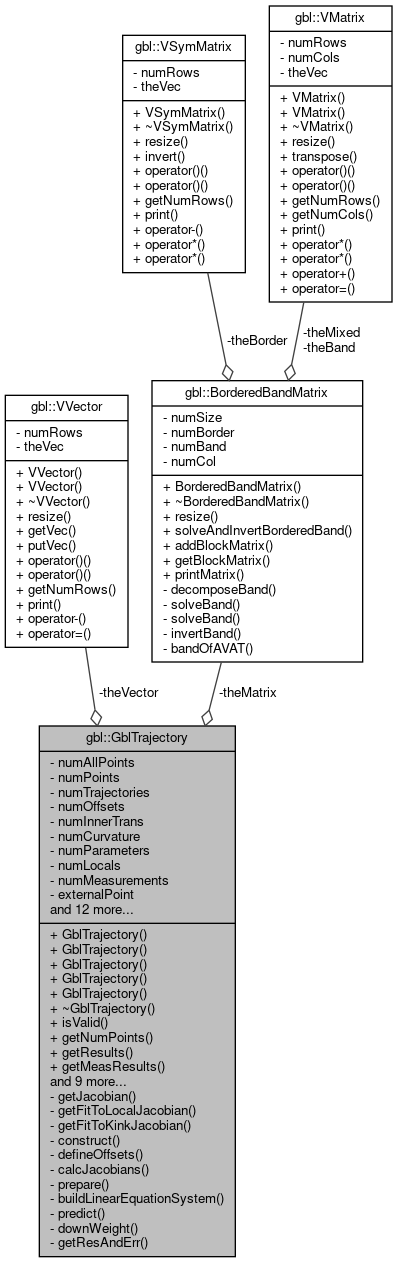 gbl::VMatrix
- numRows
- numCols
- theVec
+ VMatrix()
+ VMatrix()
+ ~VMatrix()
+ resize()
+ transpose()
+ operator()()
+ operator()()
+ getNumRows()
+ getNumCols()
+ print()
+ operator*()
+ operator*()
+ operator+()
+ operator=()
gbl::VSymMatrix
- numRows
- theVec
+ VSymMatrix()
+ ~VSymMatrix()
+ resize()
+ invert()
+ operator()()
+ operator()()
+ getNumRows()
+ print()
+ operator-()
+ operator*()
+ operator*()
-theBorder
-theMixed
-theBand
gbl::BorderedBandMatrix
- numSize
- numBorder
- numBand
- numCol
+ BorderedBandMatrix()
+ ~BorderedBandMatrix()
+ resize()
+ solveAndInvertBorderedBand()
+ addBlockMatrix()
+ getBlockMatrix()
+ printMatrix()
- decomposeBand()
- solveBand()
- solveBand()
- invertBand()
- bandOfAVAT()
gbl::VVector
- numRows
- theVec
+ VVector()
+ VVector()
+ ~VVector()
+ resize()
+ getVec()
+ putVec()
+ operator()()
+ operator()()
+ getNumRows()
+ print()
+ operator-()
+ operator=()
-theVector
-theMatrix
gbl::GblTrajectory
- numAllPoints
- numPoints
- numTrajectories
- numOffsets
- numInnerTrans
- numCurvature
- numParameters
- numLocals
- numMeasurements
- externalPoint
and 12 more...
+ GblTrajectory()
+ GblTrajectory()
+ GblTrajectory()
+ GblTrajectory()
+ GblTrajectory()
+ ~GblTrajectory()
+ isValid()
+ getNumPoints()
+ getResults()
+ getMeasResults()
and 9 more...
- getJacobian()
- getFitToLocalJacobian()
- getFitToKinkJacobian()
- construct()
- defineOffsets()
- calcJacobians()
- prepare()
- buildLinearEquationSystem()
- predict()
- downWeight()
- getResAndErr()